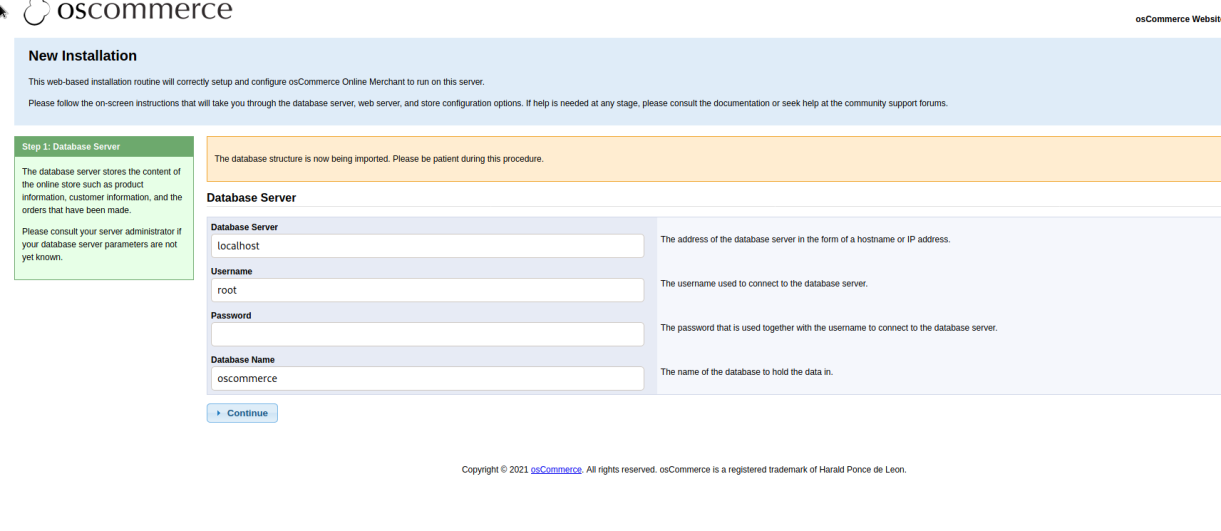 oscommerce
osCommerce Website
New Installation
This web-based installation routine will correctly setup and configure osCommerce Online Merchant to run on this server.
Please follow the on-screen instructions that will take you through the database server, web server, and store configuration options. If help is needed at any stage, please consult the documentation or seek help at the community support forums.
Step 1: Database Server
The database server stores the content of
the online store such as product
information, customer information, and the
orders that have been made.
Please consult your server administrator if
your database server parameters are not
yet known.
The database structure is now being imported. Please be patient during this procedure.
Database Server
Database Server
localhost
The address of the database server in the form of a hostname or IP address.
Username
root
The username used to connect to the database server.
Password
The password that is used together with the username to connect to the database server.
Database Name
oscommerce
The name of the database to hold the data in.
Continue
Copyright © 2021 osCommerce. All rights reserved. osCommerce is a registered trademark of Harald Ponce de Leon.